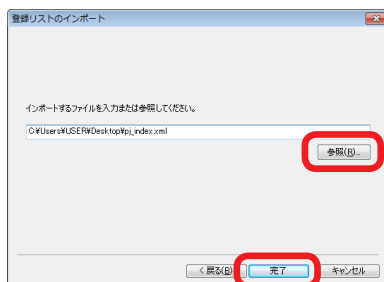 登録リストのインポート
インポートするファイルを入力または参照してください。
C:¥Users¥USER¥Desktop¥pj_index.xml
参照(R)...
< 戻る(B)
完了
キャンセル